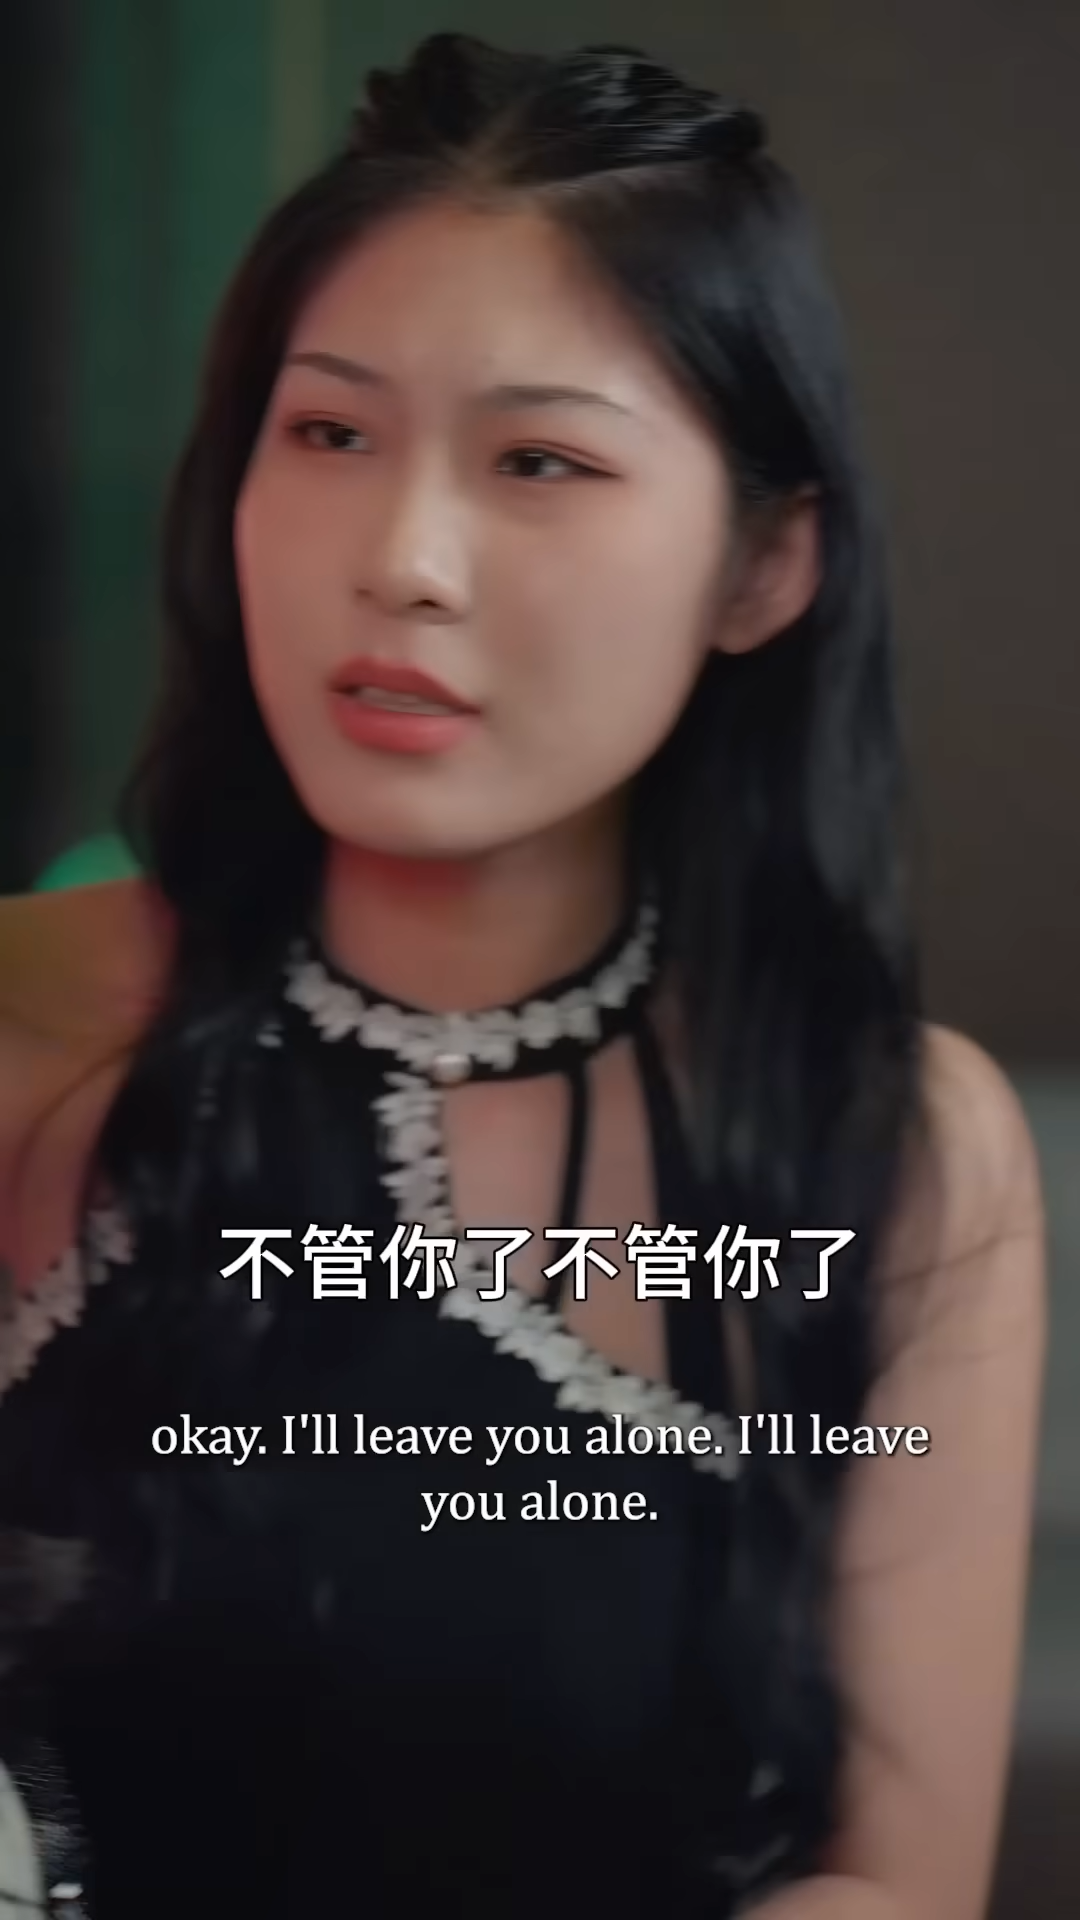 不管你了不管你了
okay. I'll leave you alone. I'll leave
you alone.